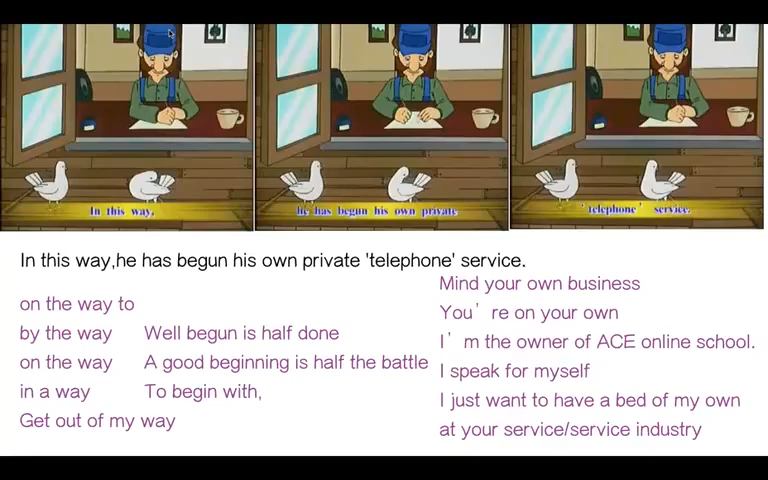 In this way,
he has begun his own private
'telephone' service.
In this way,he has begun his own private 'telephone' service.
on the way to
by the way
on the way
in a way
Get out of my way
Well begun is half done
A good beginning is half the battle
To begin with,
Mind your own business
You’re on your own
I’m the owner of ACE online school.
I speak for myself
I just want to have a bed of my own
at your service/service industry